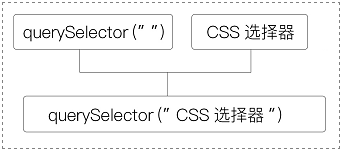 querySelector(” ”)
CSS 选择器
querySelector(” CSS 选择器 “)